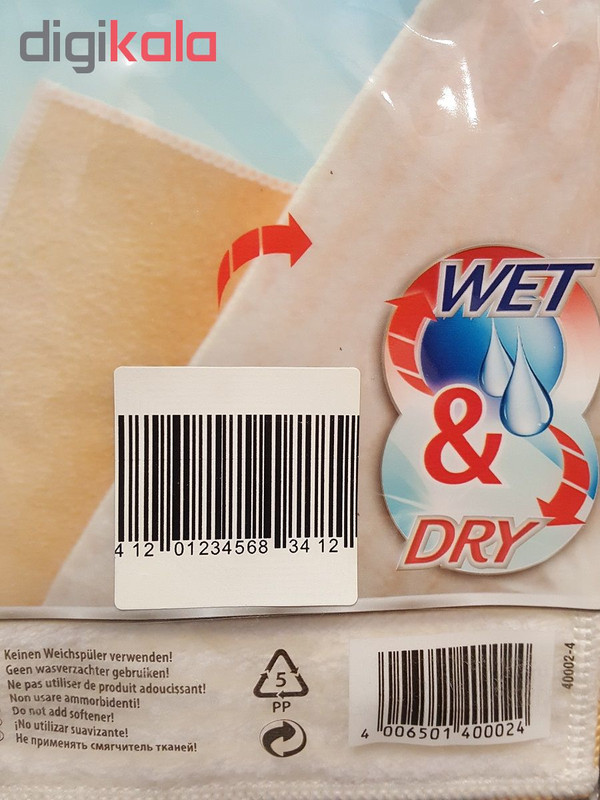 digikala
WET
&
DRY
4 12 01234568 34 12
Keinen Weichspüler verwenden!
Geen wasverzachter gebruiken!
Ne pas utiliser de produit adoucissant!
Non usare ammorbidenti!
Do not add softener!
¡No utilizar suavizante!
Не применять смягчитель тканей!
5
PP
4 006501 400024
40002-4